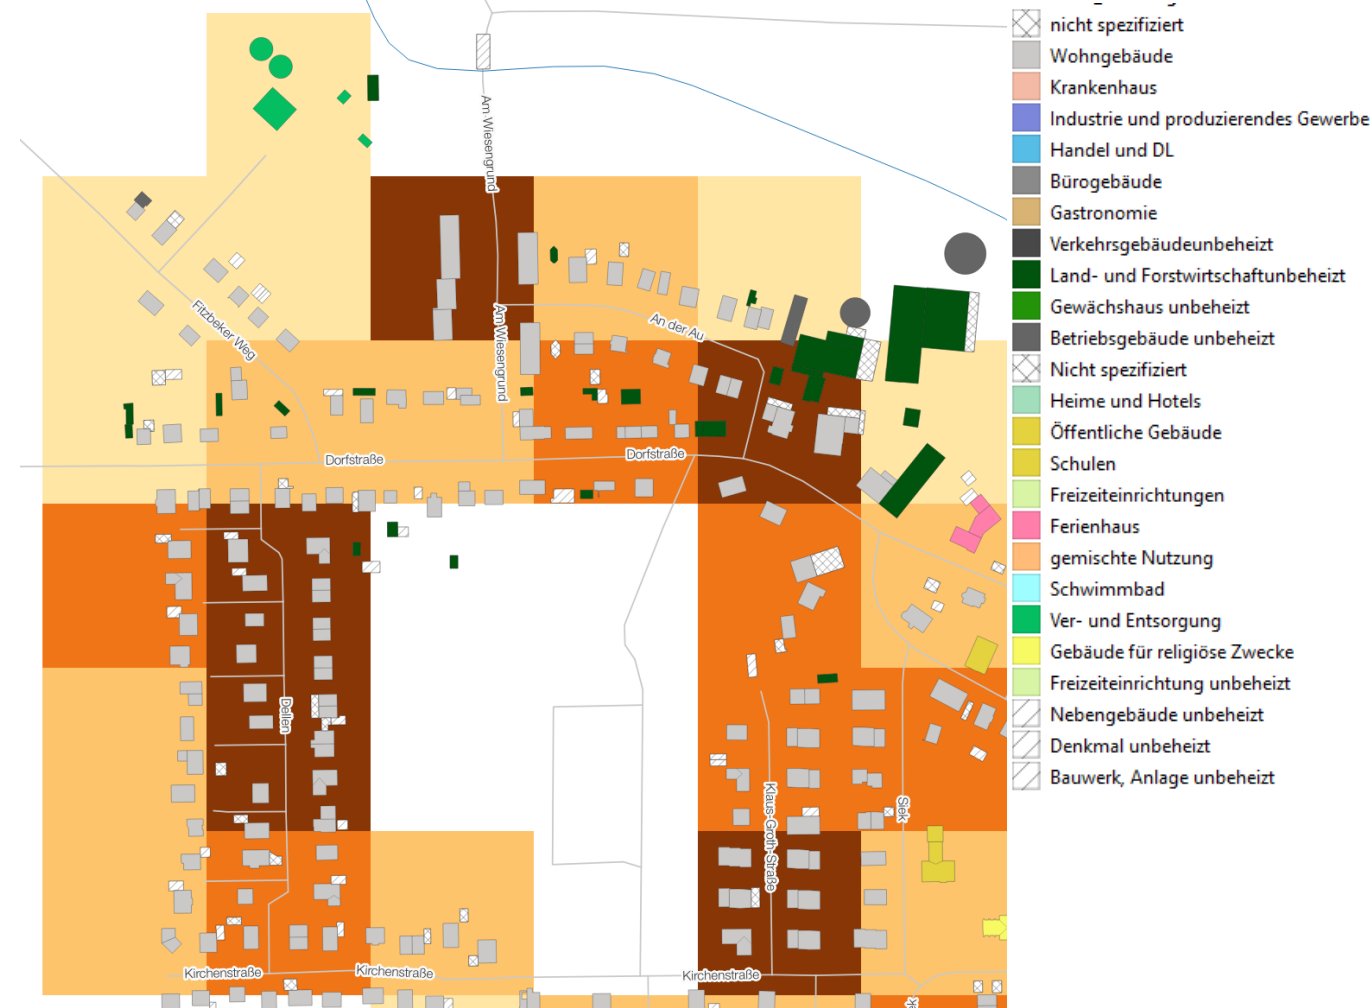 nicht spezifiziert
Wohngebäude
Krankenhaus
Industrie und produzierendes Gewerbe
Handel und DL
Bürogebäude
Gastronomie
Verkehrsgebäudeunbeheizt
Land- und Forstwirtschaftunbeheizt
Gewächshaus unbeheizt
Betriebsgebäude unbeheizt
Nicht spezifiziert
Heime und Hotels
Öffentliche Gebäude
Schulen
Freizeiteinrichtungen
Ferienhaus
gemischte Nutzung
Schwimmbad
Ver- und Entsorgung
Gebäude für religiöse Zwecke
Freizeiteinrichtung unbeheizt
Nebengebäude unbeheizt
Denkmal unbeheizt
Bauwerk, Anlage unbeheizt
Am Wiesengrund
Fitzbeker Weg
Am Wiesengrund
An der Au
Dorfstraße
Dorfstraße
Dellen
Klaus-Groth-Straße
Siek
Kirchenstraße
Kirchenstraße
Kirchenstraße